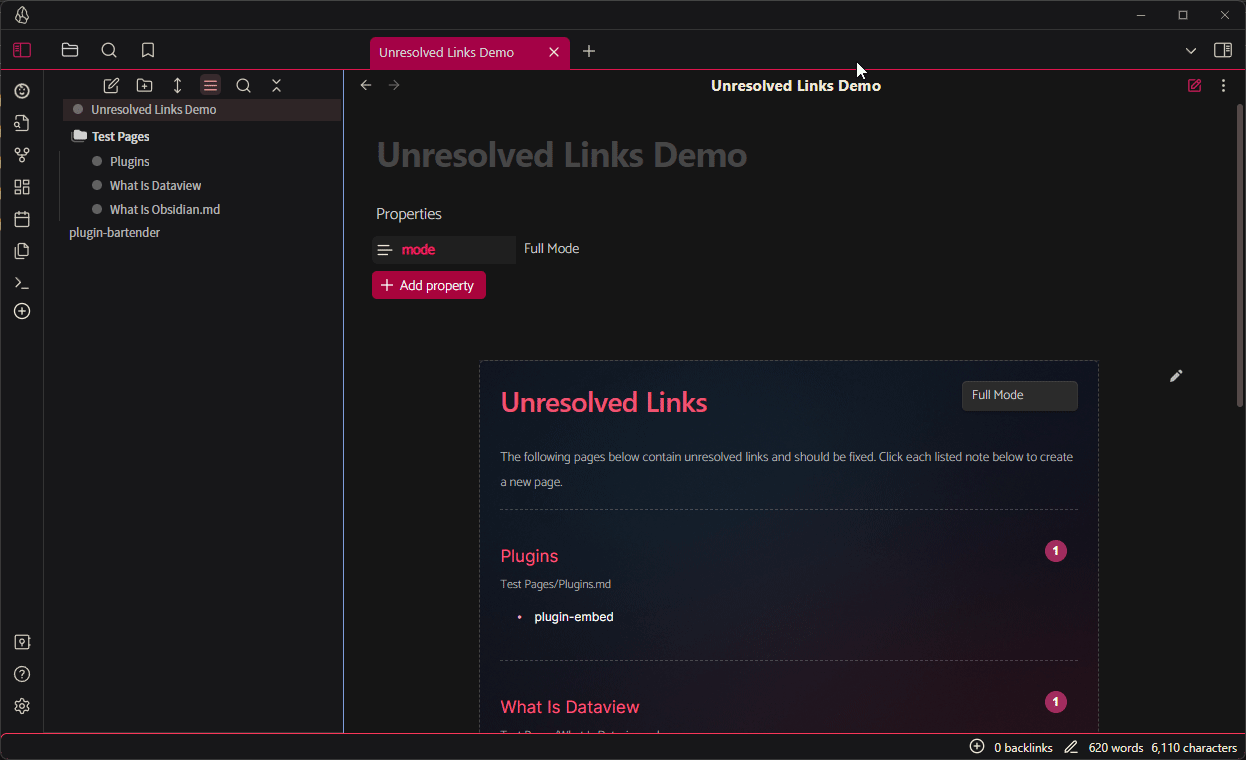 Unresolved Links Demo
Unresolved Links Demo
Unresolved Links Demo
Test Pages
Plugins
What Is Dataview
What Is Obsidian.md
plugin-bartender
Unresolved Links Demo
Properties
mode
Full Mode
Add property
Unresolved Links
Full Mode
The following pages below contain unresolved links and should be fixed. Click each listed note below to create
a new page.
Plugins
1
Test Pages/Plugins.md
• plugin-embed
What Is Dataview
1
0 backlinks
620 words
6,110 characters